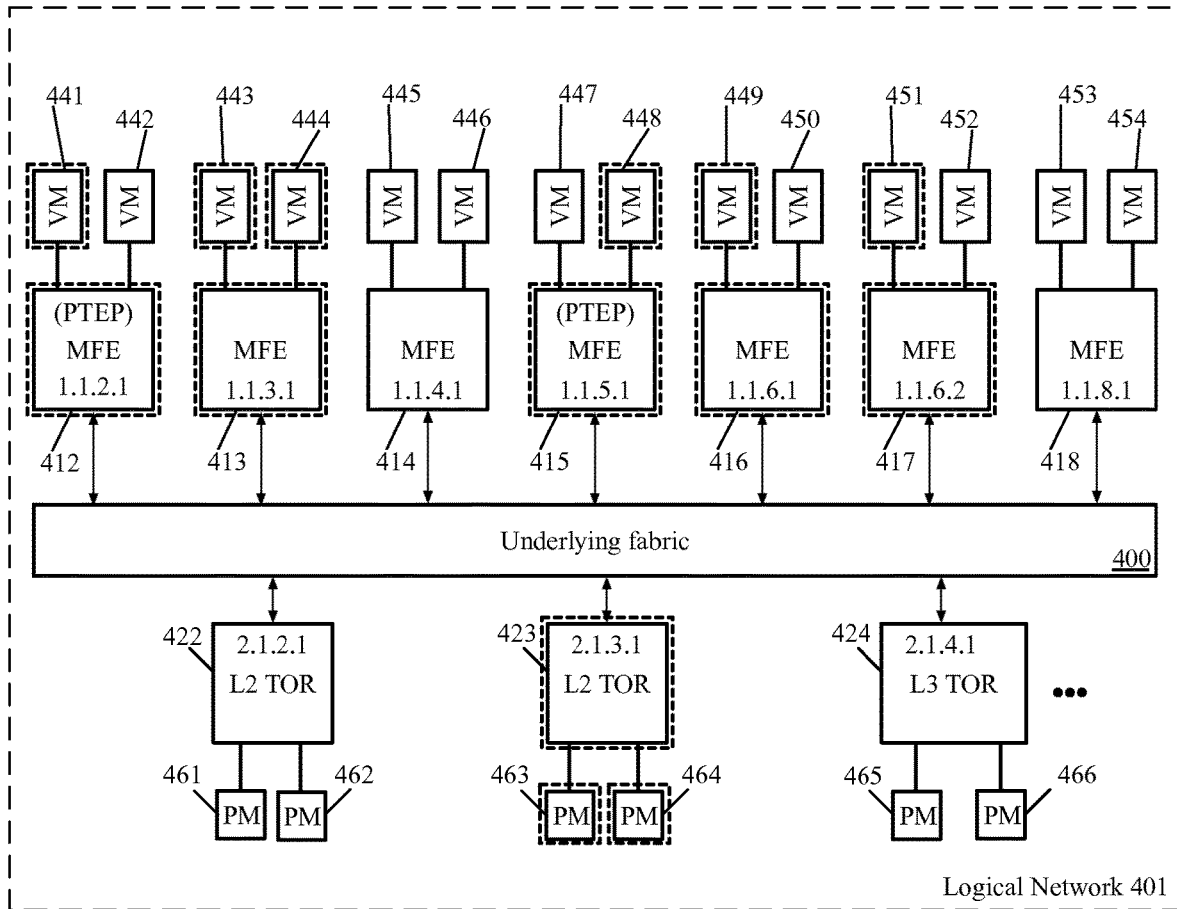 441
443
445
447
449
451
453
442
444
446
448
450
452
454
VM
VM
VM
VM
VM
VM
VM
VM
VM
VM
VM
VM
VM
VM
(PTEP)
MFE
1.1.2.1
MFE
1.1.3.1
MFE
1.1.4.1
(PTEP)
MFE
1.1.5.1
MFE
1.1.6.1
MFE
1.1.6.2
MFE
1.1.8.1
412
413
414
415
416
417
418
Underlying fabric
400
422
2.1.2.1
L2 TOR
423
2.1.3.1
L2 TOR
424
2.1.4.1
L3 TOR
461
PM
PM
462
463
PM
PM
464
465
PM
PM
466
Logical Network 401